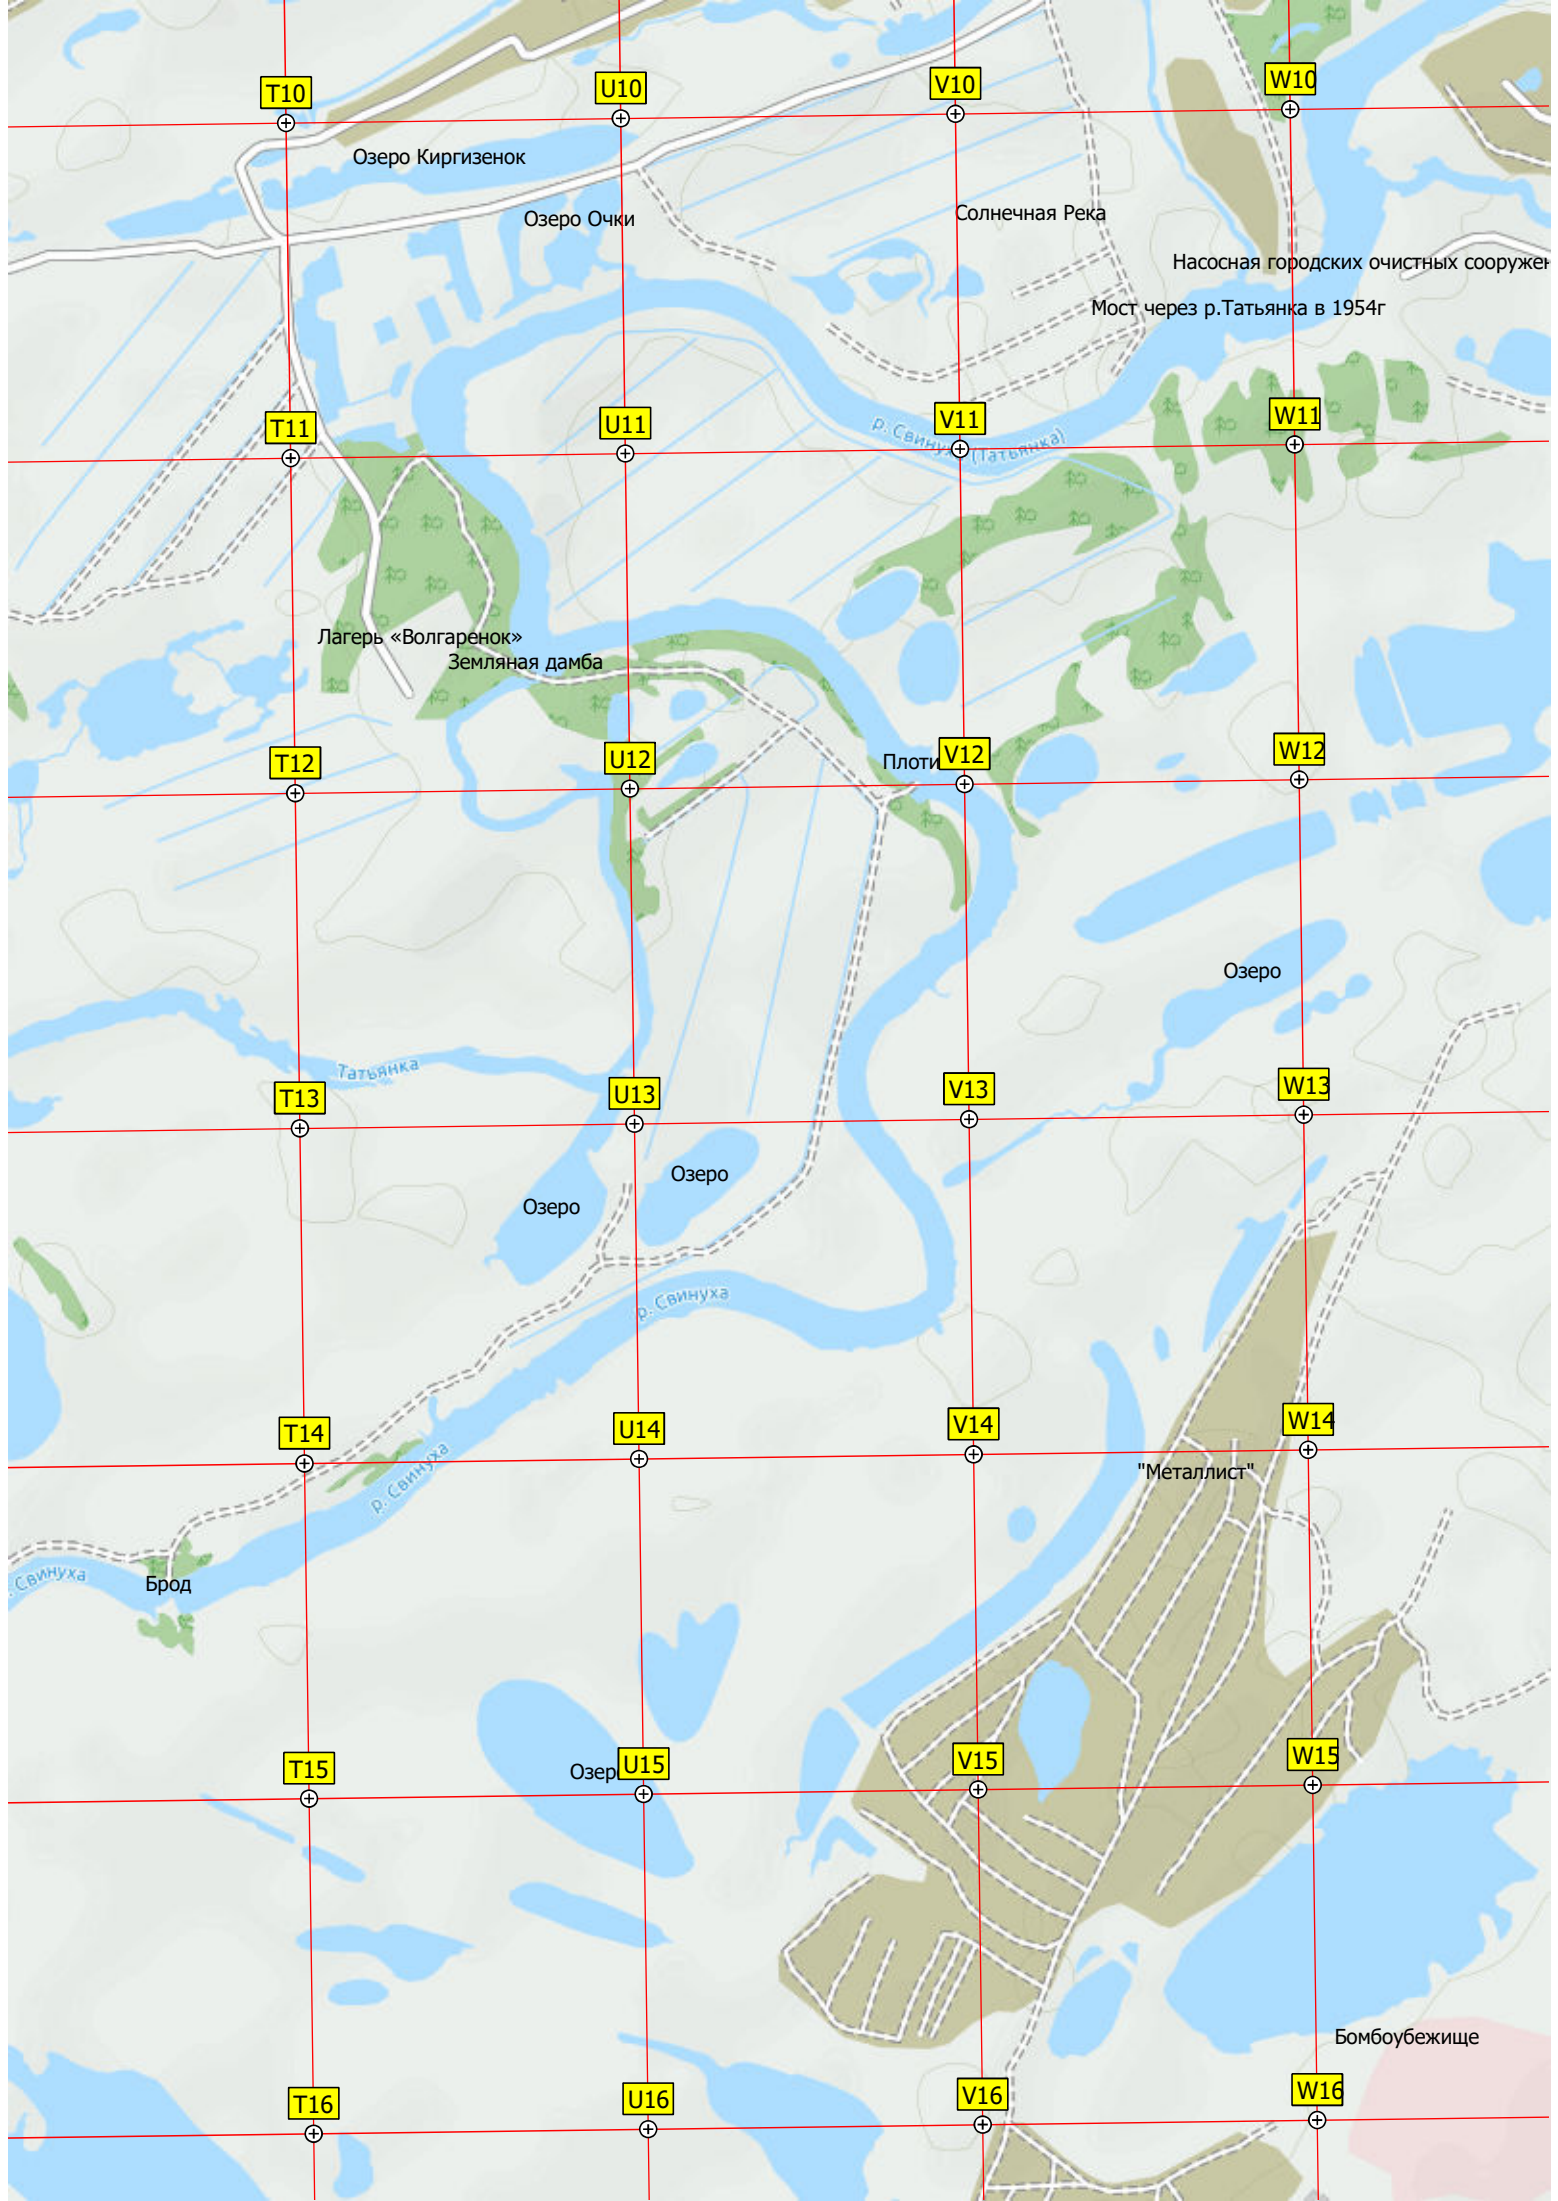 T10
U10
V10
W10
Озеро Киргизенок
Озеро Очки
Солнечная Река
Насосная городских очистных сооружен
Мост через р.Татьянка в 1954г
T11
U11
V11
W11
р. Свинуха (Татьянка)
Лагерь «Волгаренок»
Земляная дамба
T12
U12
Плоти
V12
W12
Озеро
Татьянка
T13
U13
V13
W13
Озеро
Озеро
р. Свинуха
T14
U14
V14
W14
"Металлист"
р. Свинуха
. Свинуха
Брод
T15
Озеро
U15
V15
W15
Бомбоубежище
T16
U16
V16
W16